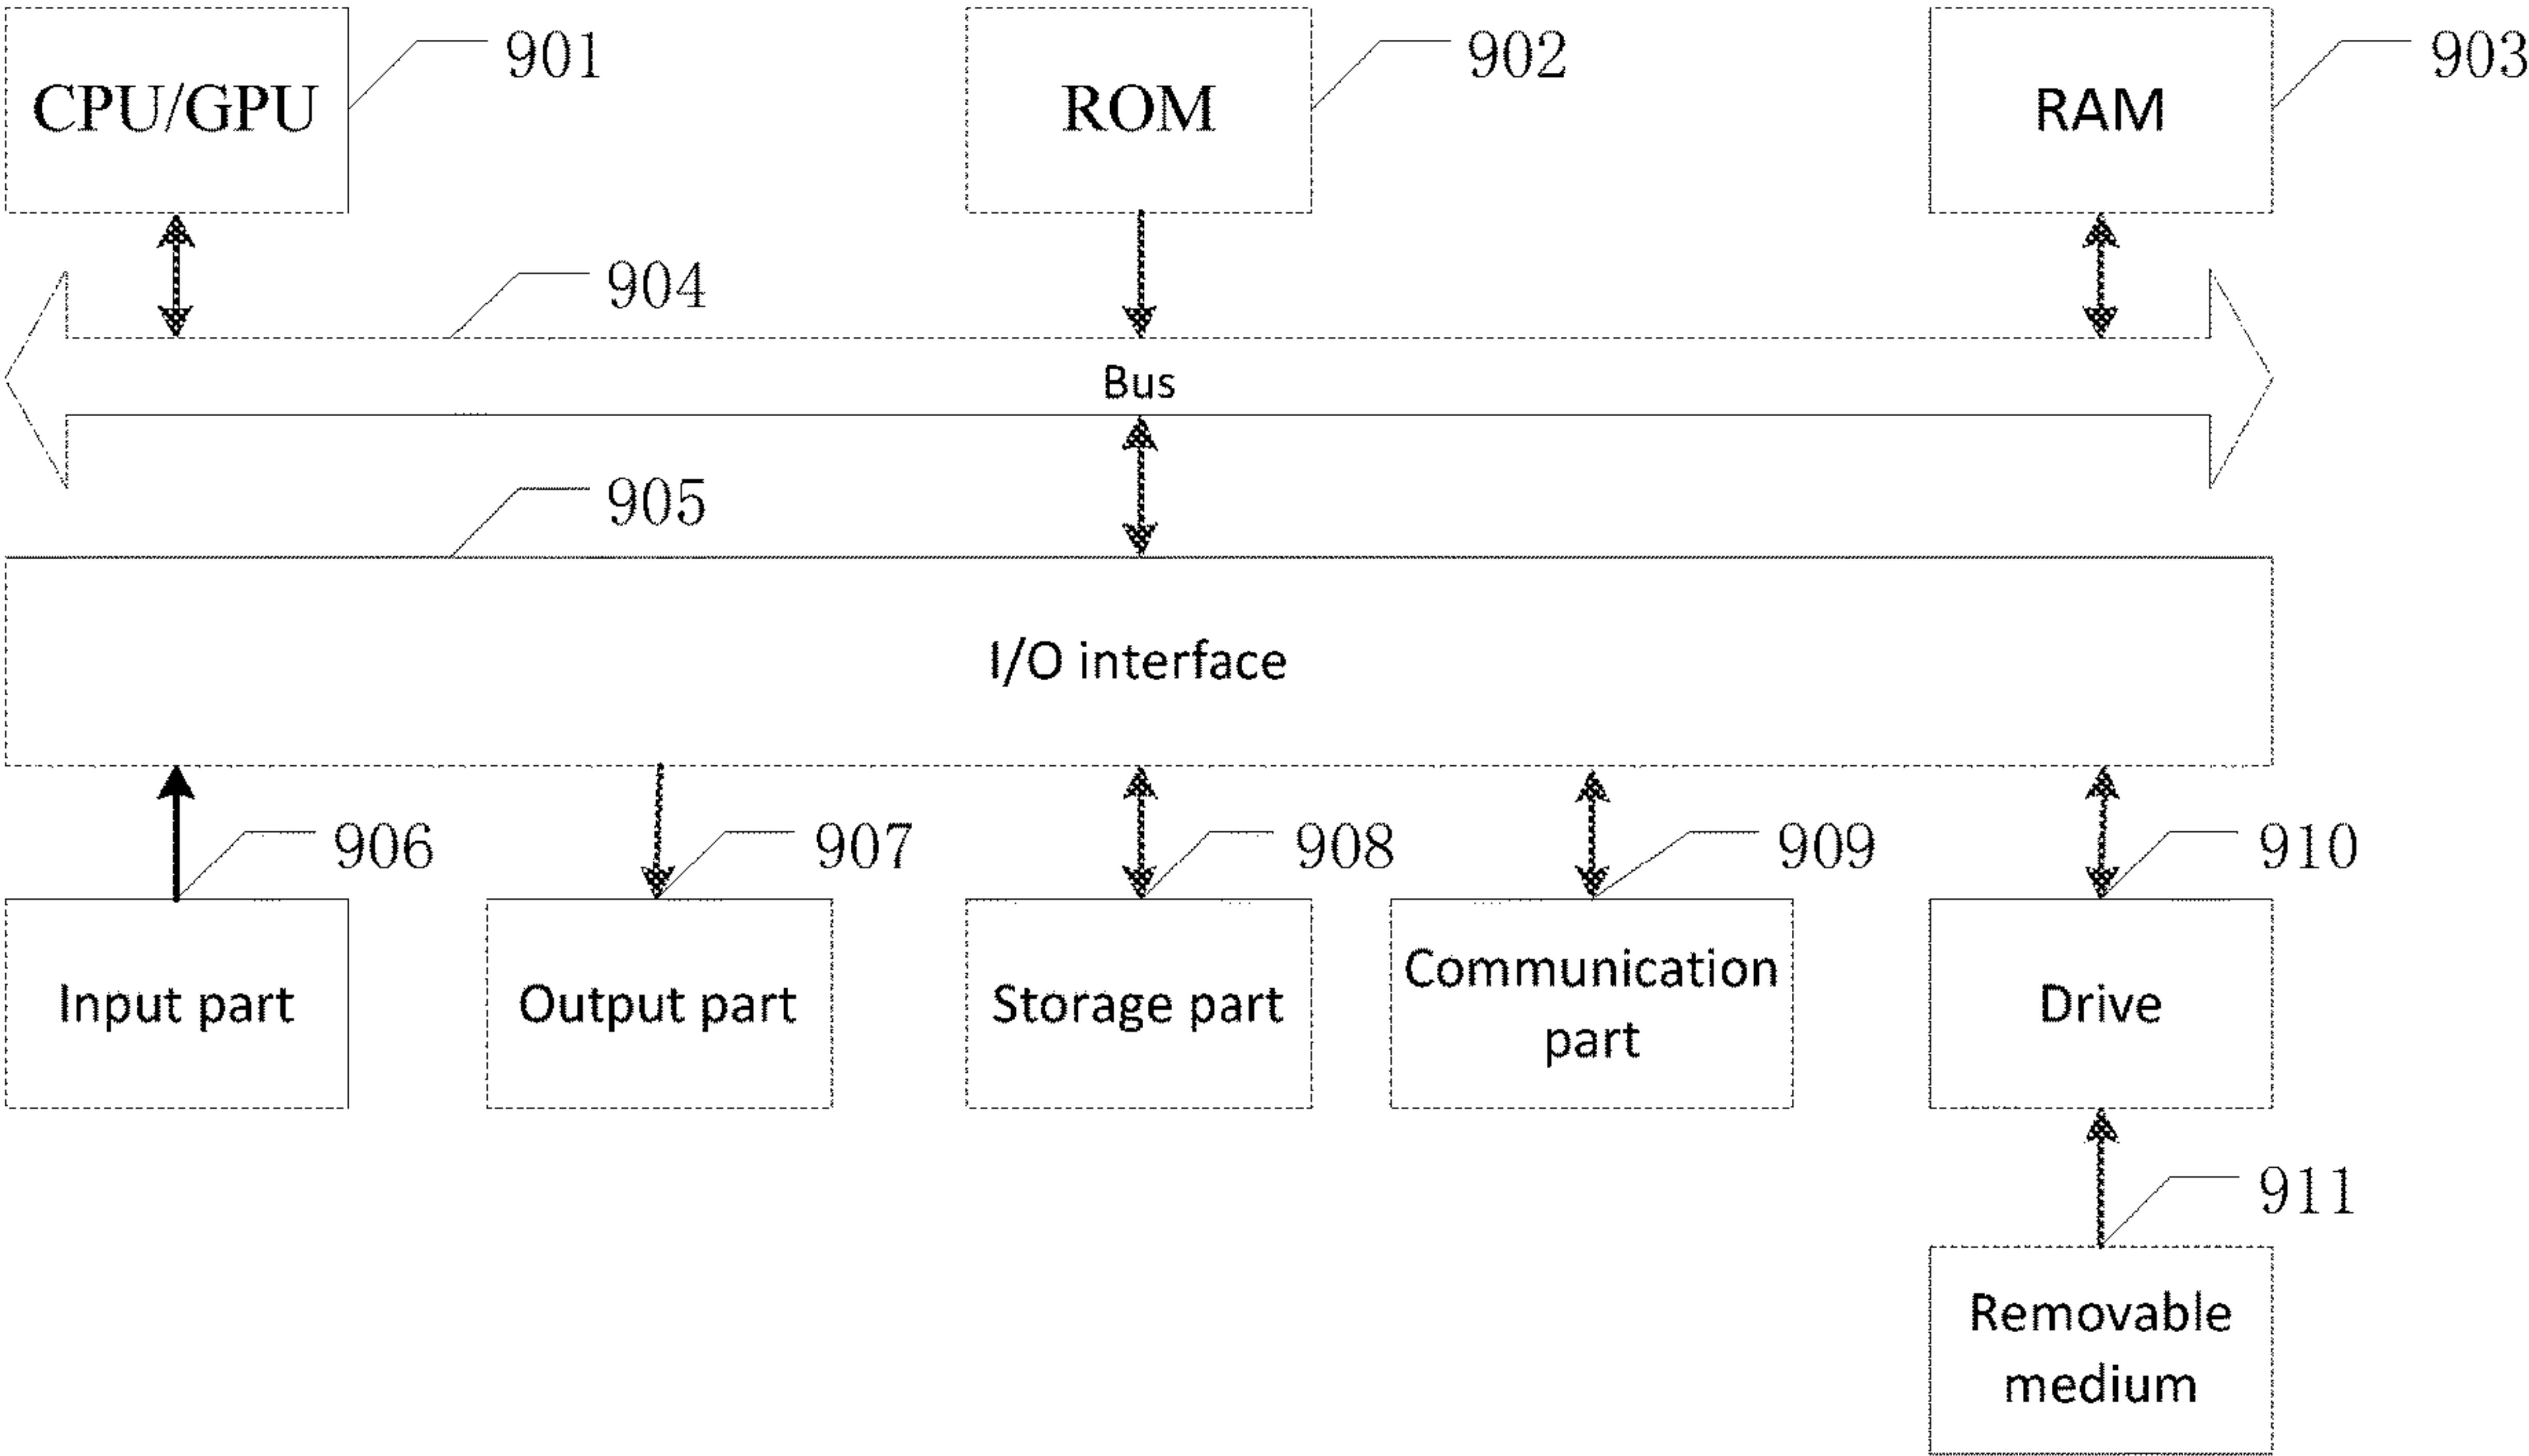 CPU/GPU
901
ROM
902
RAM
903
904
Bus
905
I/O interface
906
907
908
909
910
Input part
Output part
Storage part
Communication
part
Drive
911
Removable
medium